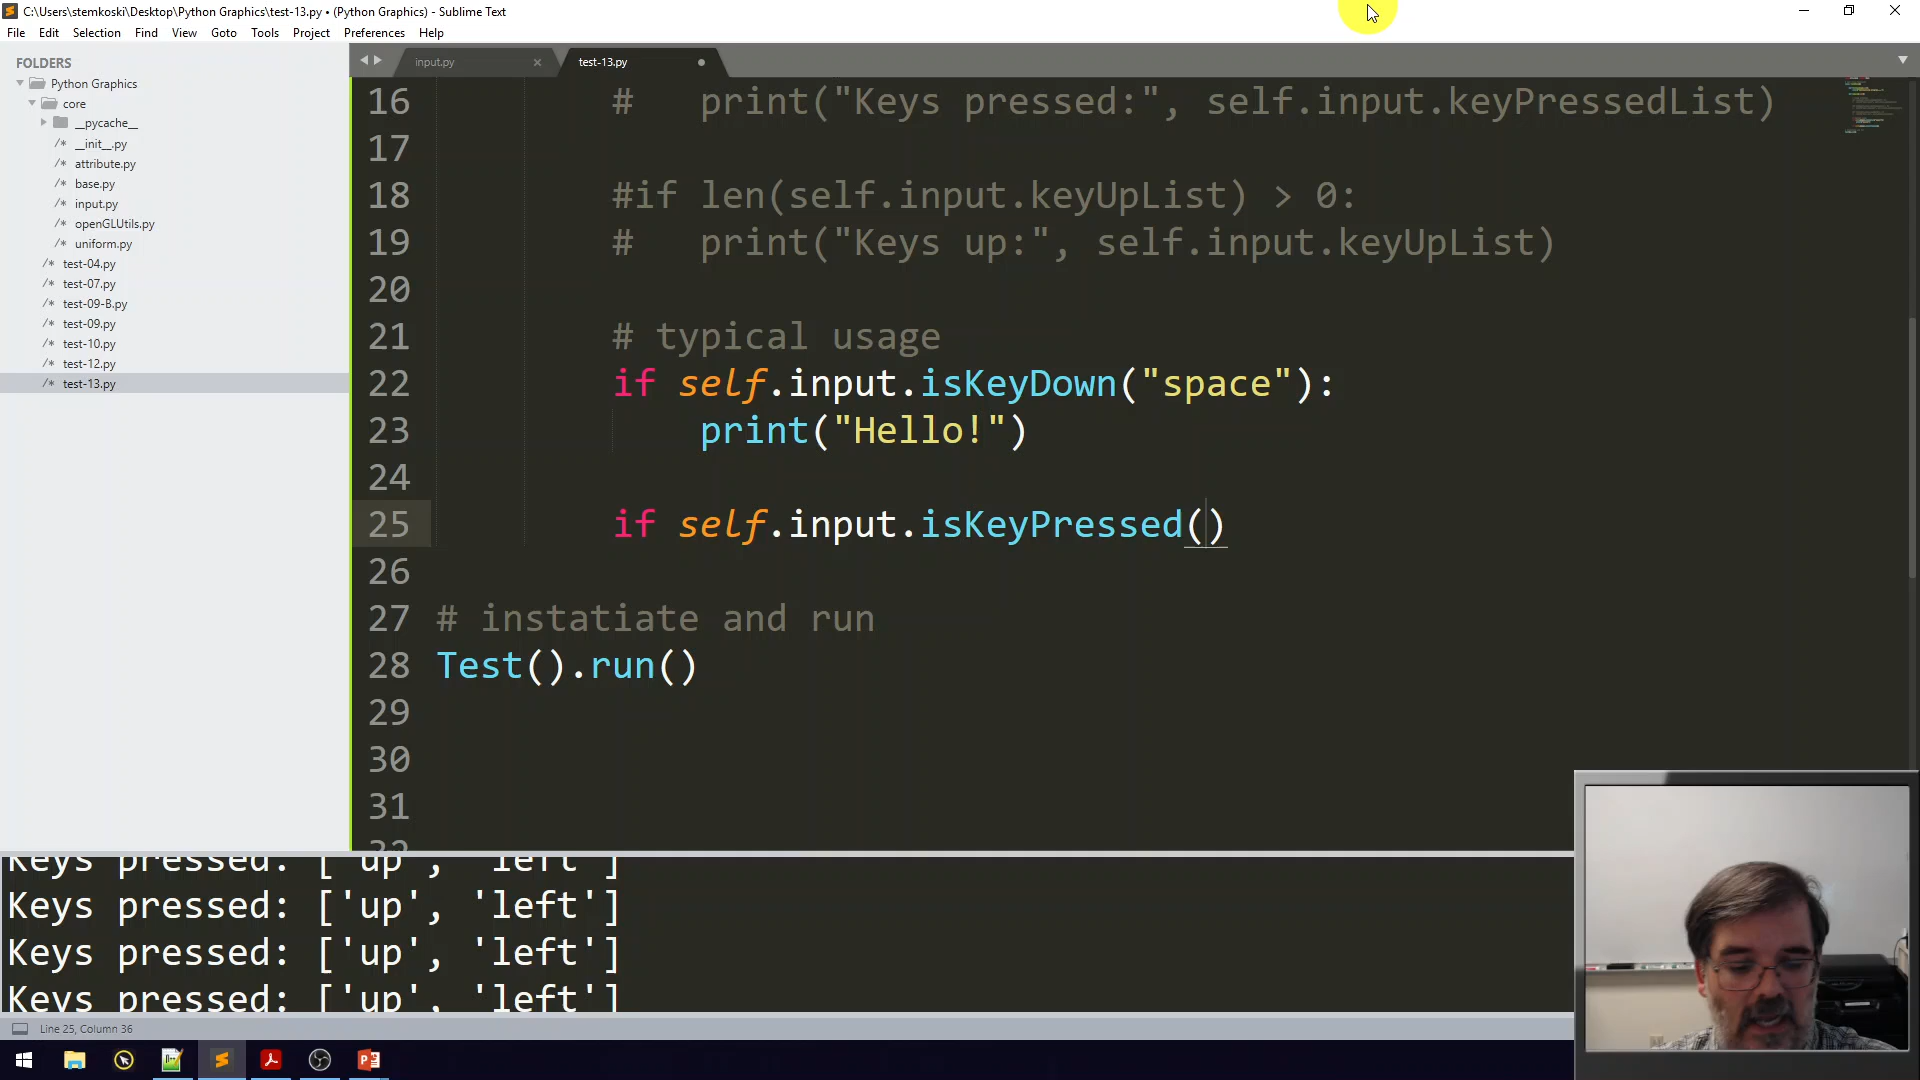 C:\Users\stemkoski\Desktop\Python Graphics\test-13.py • (Python Graphics) - Sublime Text
File Edit Selection Find View Goto Tools Project Preferences Help
FOLDERS
Python Graphics
core
__pycache__
/* __init__.py
/* attribute.py
/* base.py
/* input.py
/* openGLUtils.py
/* uniform.py
/* test-04.py
/* test-07.py
/* test-09-B.py
/* test-09.py
/* test-10.py
/* test-12.py
/* test-13.py
input.py × test-13.py
16 #   print("Keys pressed:", self.input.keyPressedList)
17
18 #if len(self.input.keyUpList) > 0:
19 #   print("Keys up:", self.input.keyUpList)
20
21 # typical usage
22 if self.input.isKeyDown("space"):
23 print("Hello!")
24
25 if self.input.isKeyPressed()
26
27 # instatiate and run
28 Test().run()
29
30
31
32
Keys pressed: ['up', 'left']
Keys pressed: ['up', 'left']
Keys pressed: ['up', 'left']
Keys pressed: ['up', 'left']
Line 25, Column 36